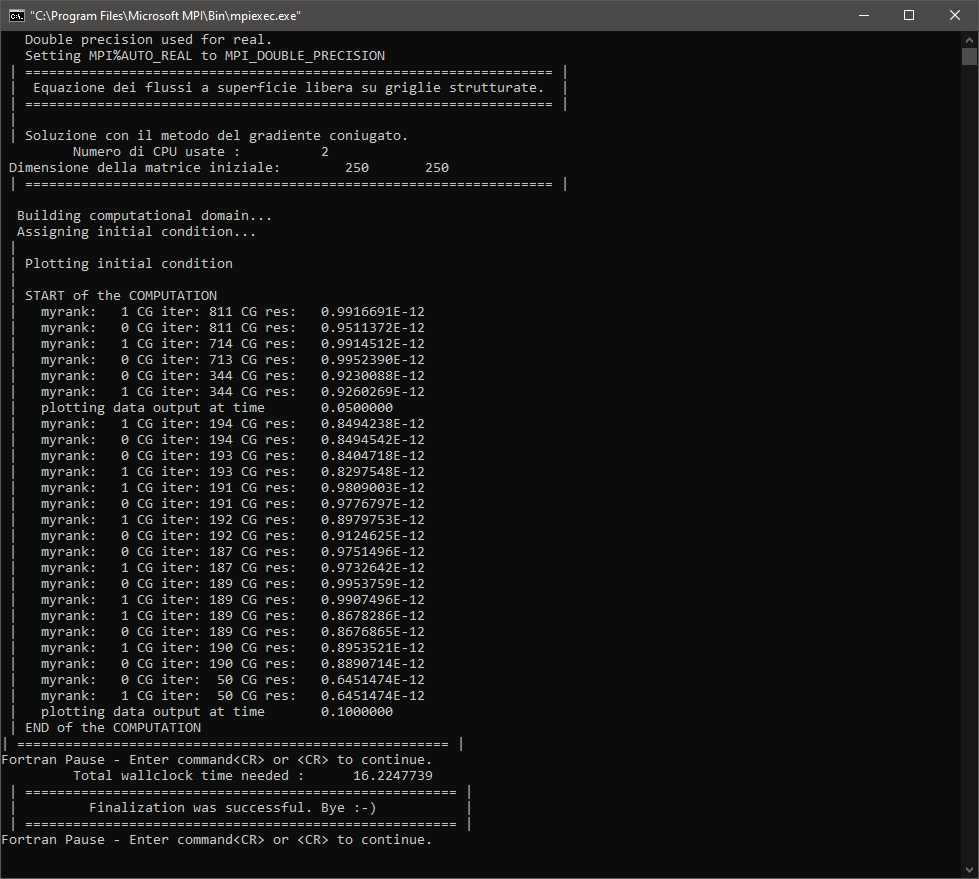 "C:\Program Files\Microsoft MPI\Bin\mpiexec.exe"
Double precision used for real.
Setting MPI%AUTO_REAL to MPI_DOUBLE_PRECISION
| ================================================================== |
|  Equazione dei flussi a superficie libera su griglie strutturate.  |
| ================================================================== |
|
| Soluzione con il metodo del gradiente coniugato.
Numero di CPU usate :          2
Dimensione della matrice iniziale:        250       250
| ================================================================== |
Building computational domain...
Assigning initial condition...
|
| Plotting initial condition
|
| START of the COMPUTATION
|   myrank:   1 CG iter: 811 CG res:   0.9916691E-12
|   myrank:   0 CG iter: 811 CG res:   0.9511372E-12
|   myrank:   1 CG iter: 714 CG res:   0.9914512E-12
|   myrank:   0 CG iter: 713 CG res:   0.9952390E-12
|   myrank:   0 CG iter: 344 CG res:   0.9230088E-12
|   myrank:   1 CG iter: 344 CG res:   0.9260269E-12
|   plotting data output at time       0.0500000
|   myrank:   1 CG iter: 194 CG res:   0.8494238E-12
|   myrank:   0 CG iter: 194 CG res:   0.8494542E-12
|   myrank:   0 CG iter: 193 CG res:   0.8404718E-12
|   myrank:   1 CG iter: 193 CG res:   0.8297548E-12
|   myrank:   1 CG iter: 191 CG res:   0.9809003E-12
|   myrank:   0 CG iter: 191 CG res:   0.9776797E-12
|   myrank:   1 CG iter: 192 CG res:   0.8979753E-12
|   myrank:   0 CG iter: 192 CG res:   0.9124625E-12
|   myrank:   0 CG iter: 187 CG res:   0.9751496E-12
|   myrank:   1 CG iter: 187 CG res:   0.9732642E-12
|   myrank:   0 CG iter: 189 CG res:   0.9953759E-12
|   myrank:   1 CG iter: 189 CG res:   0.9907496E-12
|   myrank:   1 CG iter: 189 CG res:   0.8678286E-12
|   myrank:   0 CG iter: 189 CG res:   0.8676865E-12
|   myrank:   1 CG iter: 190 CG res:   0.8953521E-12
|   myrank:   0 CG iter: 190 CG res:   0.8890714E-12
|   myrank:   0 CG iter:  50 CG res:   0.6451474E-12
|   myrank:   1 CG iter:  50 CG res:   0.6451474E-12
|   plotting data output at time       0.1000000
| END of the COMPUTATION
| ====================================================== |
Fortran Pause - Enter command<CR> or <CR> to continue.
Total wallclock time needed :      16.2247739
| ====================================================== |
|         Finalization was successful. Bye :-)           |
| ====================================================== |
Fortran Pause - Enter command<CR> or <CR> to continue.